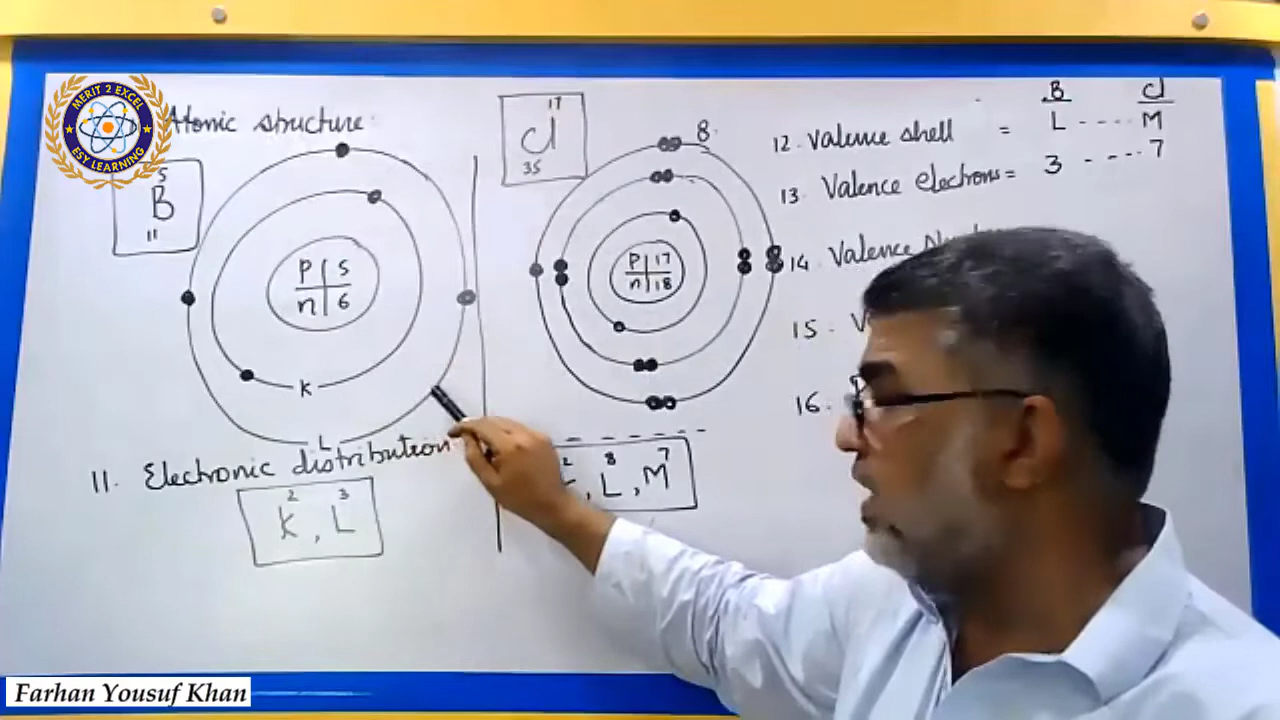 MERIT 2 EXCEL
ESY LEARNING
Atomic structure
5
B
11
P 5
n 6
K
L
11. Electronic distribution
2 3
K, L
17
Cl
35
8
P 17
n 18
2 8 7
, L, M
B Cl
12. Valence shell = L ---- M
13. Valence electrons = 3 ---- 7
14. Valence
15.
16.
Farhan Yousuf Khan